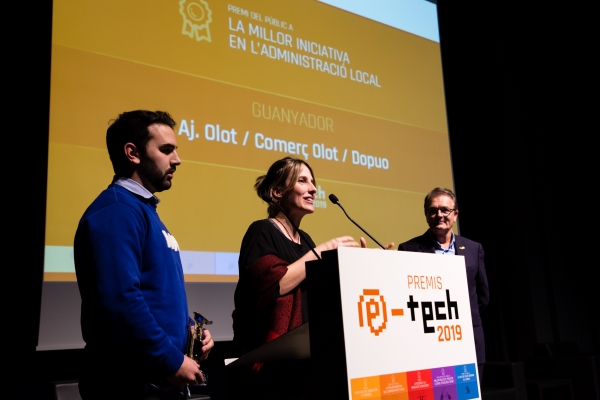 PREMI DEL PÚBLIC A
LA MILLOR INICIATIVA
EN L'ADMINISTRACIÓ LOCAL
GUANYADOR
Aj. Olot / Comerç Olot / Dopuo
PREMIS
(e)-tech
2019